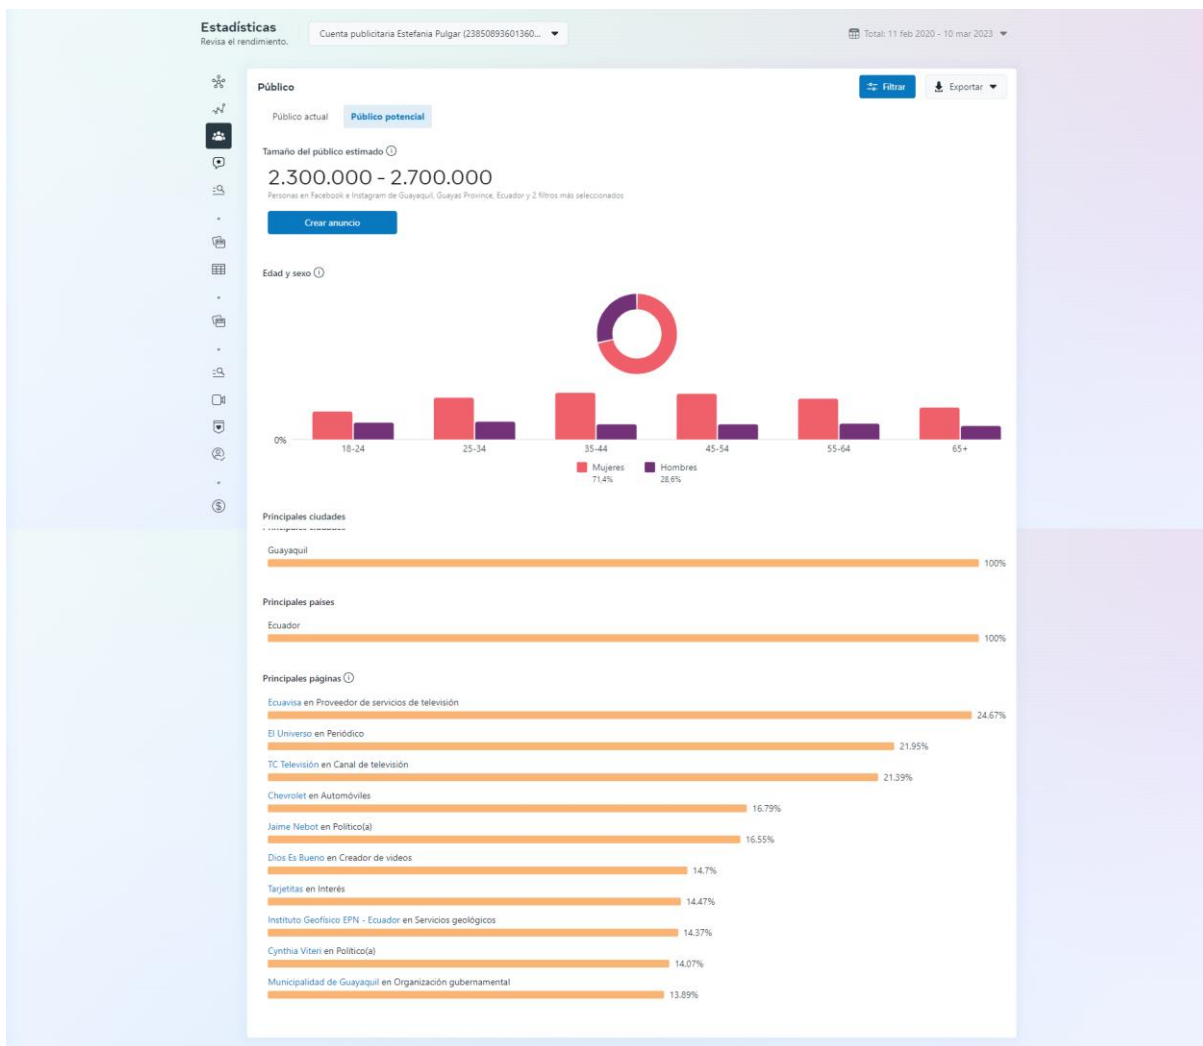 Estadísticas
Revisa el rendimiento.
Cuenta publicitaria Estefania Pulgar (23850893601360...
Total: 11 feb 2020 - 10 mar 2023
Público
Filtrar
Exportar
Público actual
Público potencial
Tamaño del público estimado
2.300.000 - 2.700.000
Personas en Facebook e Instagram de Guayaquil, Guayas Province, Ecuador y 2 filtros más seleccionados
Crear anuncio
Edad y sexo
0%
18-24
25-34
35-44
45-54
55-64
65+
Mujeres
71,4%
Hombres
28,6%
Principales ciudades
Guayaquil
100%
Principales países
Ecuador
100%
Principales páginas
Ecuavisa en Proveedor de servicios de televisión
24.67%
El Universo en Periódico
21.95%
TC Televisión en Canal de televisión
21.39%
Chevrolet en Automóviles
16.79%
Jaime Nebot en Político(a)
16.55%
Dios Es Bueno en Creador de videos
14.7%
Tarjetitas en Interés
14.47%
Instituto Geofísico EPN - Ecuador en Servicios geológicos
14.37%
Cynthia Viteri en Político(a)
14.07%
Municipalidad de Guayaquil en Organización gubernamental
13.89%